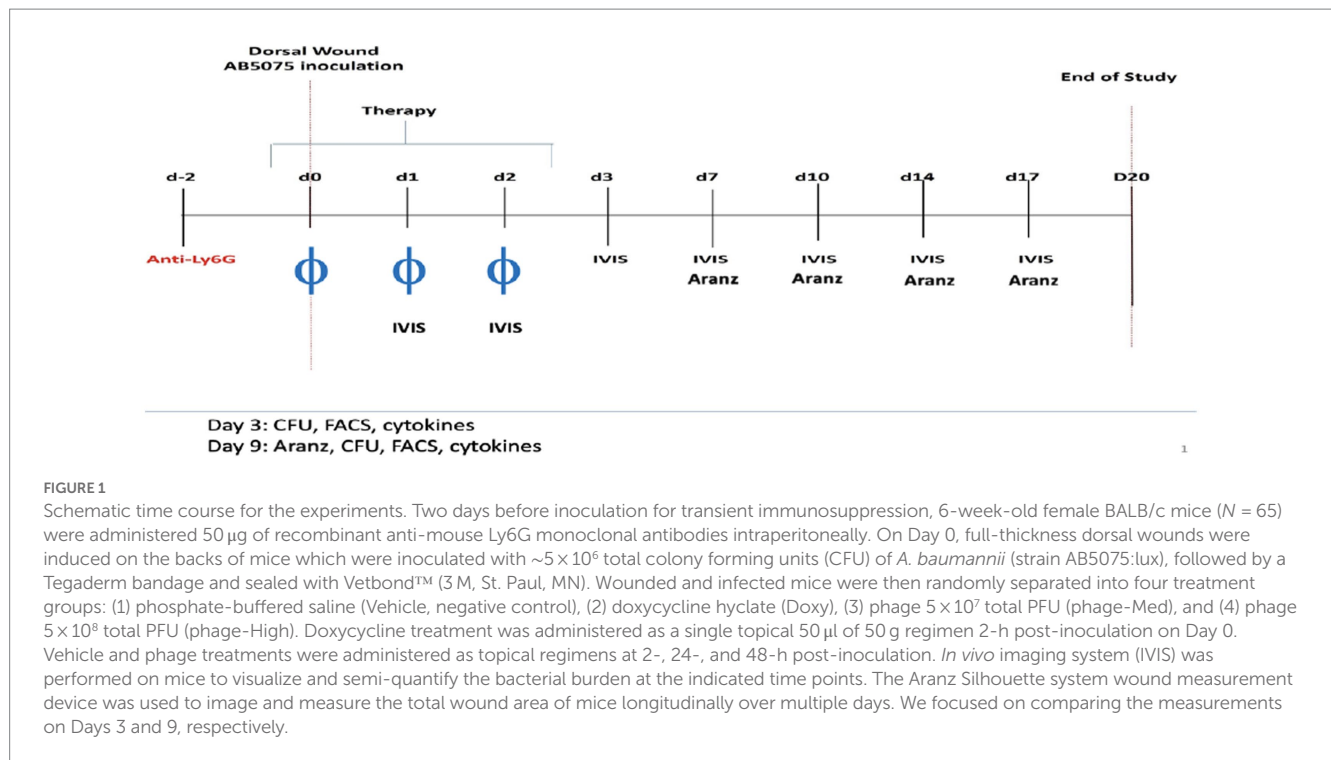 Dorsal Wound
AB5075 inoculation
End of Study
Therapy
d-2 d0 d1 d2 d3 d7 d10 d14 d17 D20
Anti-Ly6G ϕ ϕ ϕ IVIS IVIS IVIS IVIS IVIS
Aranz Aranz Aranz Aranz
IVIS IVIS
Day 3: CFU, FACS, cytokines
Day 9: Aranz, CFU, FACS, cytokines
1
FIGURE 1
Schematic time course for the experiments. Two days before inoculation for transient immunosuppression, 6-week-old female BALB/c mice (N = 65)
were administered 50 μg of recombinant anti-mouse Ly6G monoclonal antibodies intraperitoneally. On Day 0, full-thickness dorsal wounds were
induced on the backs of mice which were inoculated with ~5 × 10⁶ total colony forming units (CFU) of A. baumannii (strain AB5075:lux), followed by a
Tegaderm bandage and sealed with Vetbond™ (3 M, St. Paul, MN). Wounded and infected mice were then randomly separated into four treatment
groups: (1) phosphate-buffered saline (Vehicle, negative control), (2) doxycycline hyclate (Doxy), (3) phage 5 × 10⁷ total PFU (phage-Med), and (4) phage
5 × 10⁸ total PFU (phage-High). Doxycycline treatment was administered as a single topical 50 μl of 50 g regimen 2-h post-inoculation on Day 0.
Vehicle and phage treatments were administered as topical regimens at 2-, 24-, and 48-h post-inoculation. In vivo imaging system (IVIS) was
performed on mice to visualize and semi-quantify the bacterial burden at the indicated time points. The Aranz Silhouette system wound measurement
device was used to image and measure the total wound area of mice longitudinally over multiple days. We focused on comparing the measurements
on Days 3 and 9, respectively.